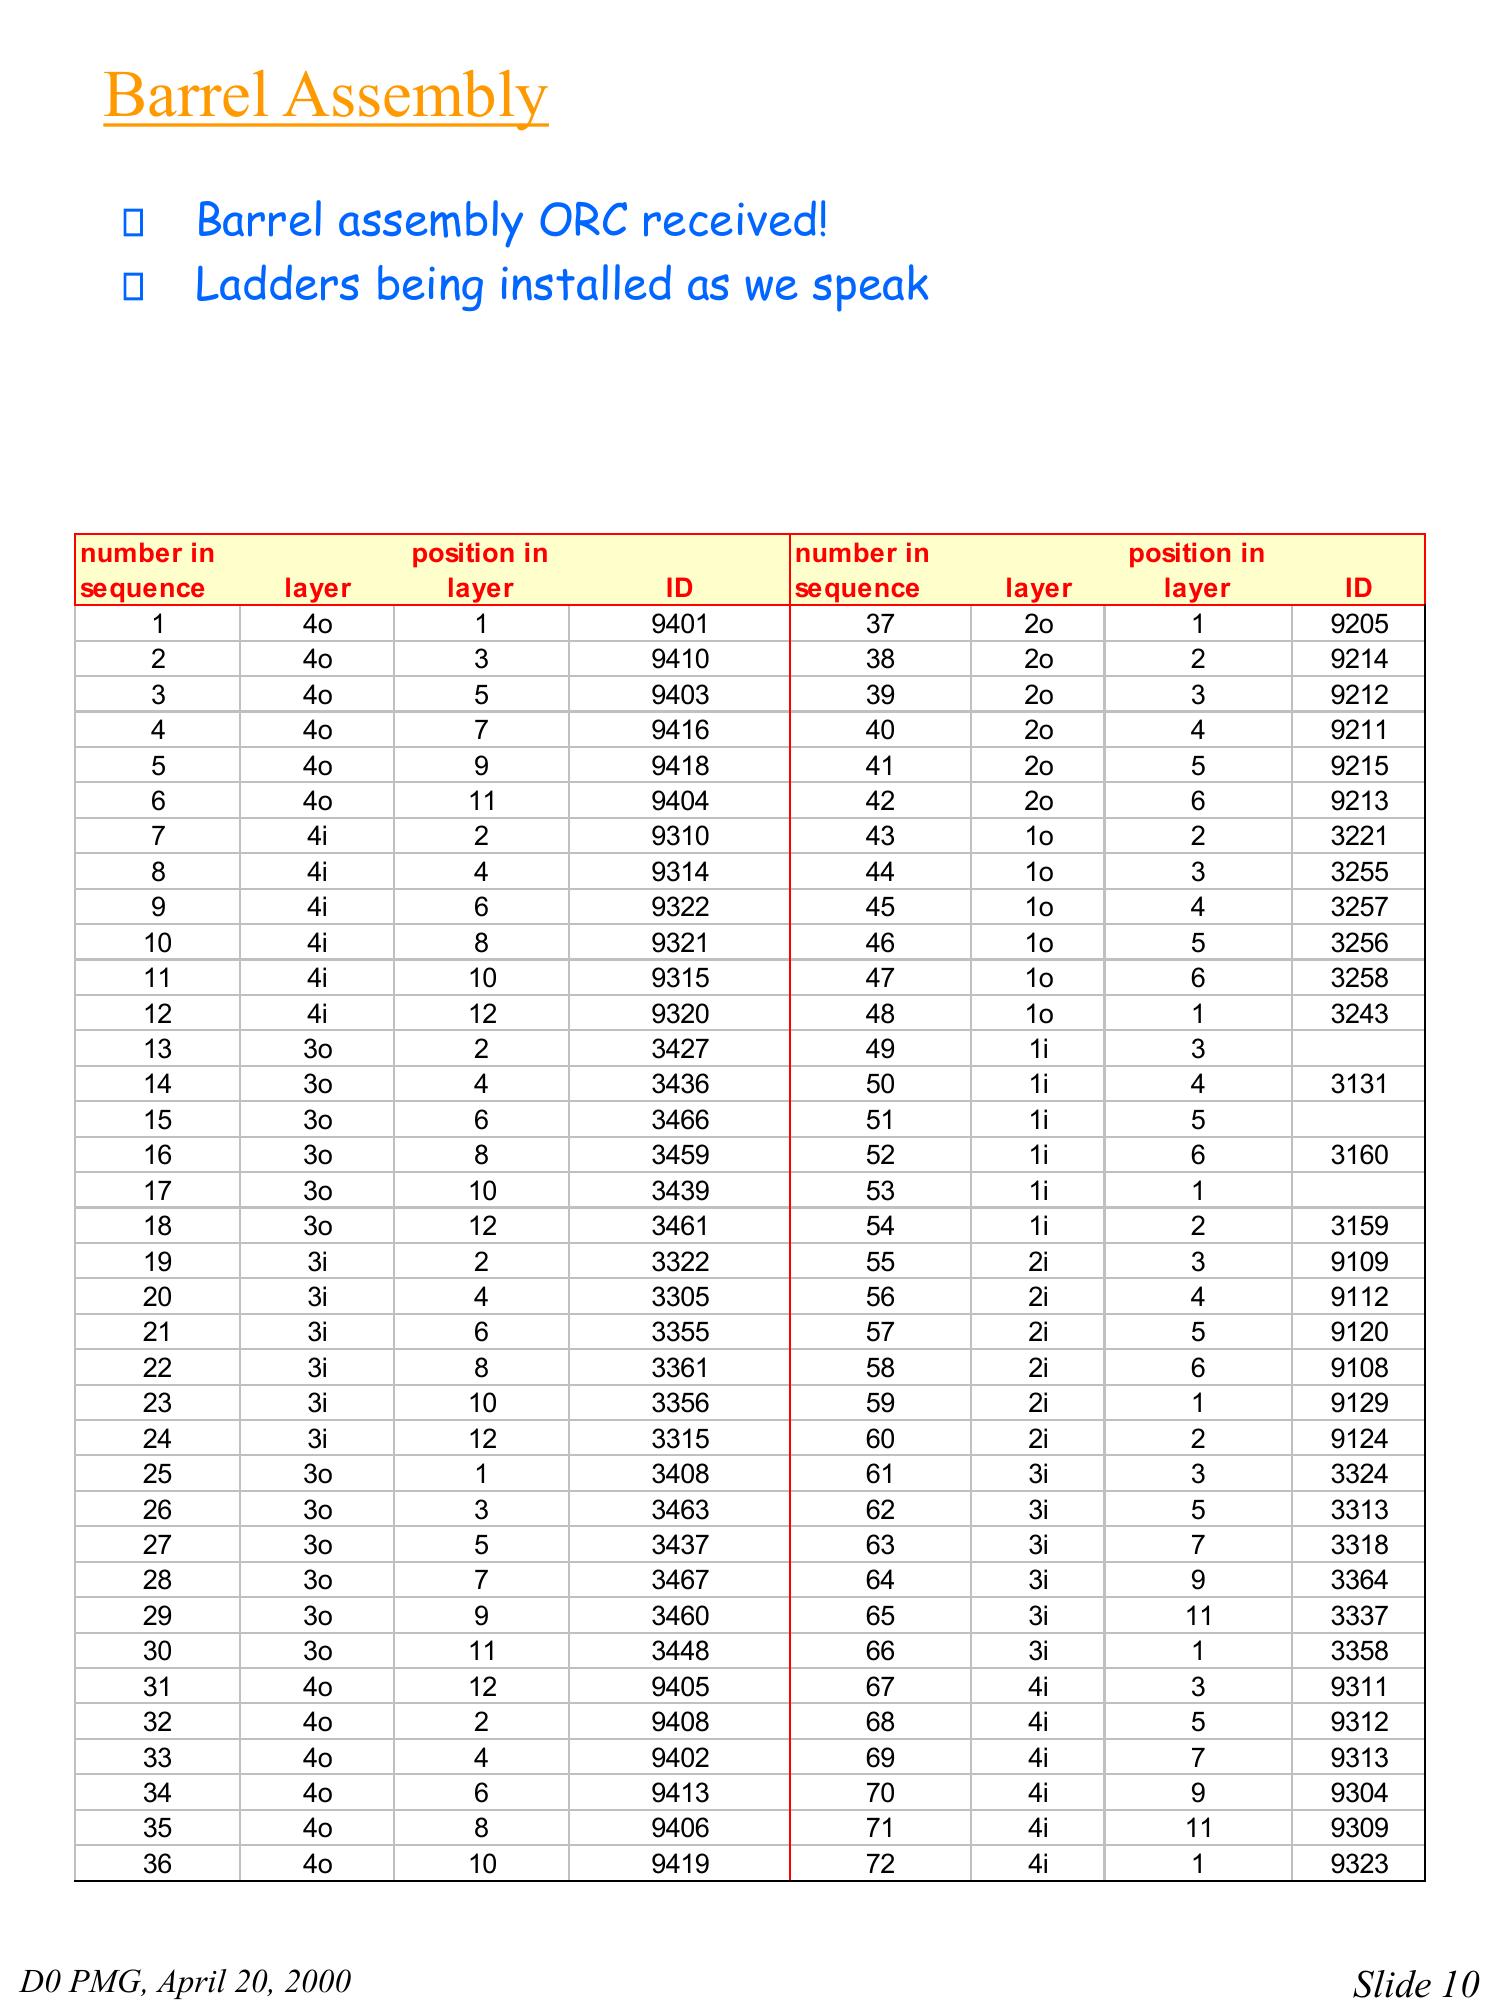 Barrel Assembly
Barrel assembly ORC received!
Ladders being installed as we speak
number in sequence layer position in layer ID number in sequence layer position in layer ID
1 4o 1 9401 37 2o 1 9205
2 4o 3 9410 38 2o 2 9214
3 4o 5 9403 39 2o 3 9212
4 4o 7 9416 40 2o 4 9211
5 4o 9 9418 41 2o 5 9215
6 4o 11 9404 42 2o 6 9213
7 4i 2 9310 43 1o 2 3221
8 4i 4 9314 44 1o 3 3255
9 4i 6 9322 45 1o 4 3257
10 4i 8 9321 46 1o 5 3256
11 4i 10 9315 47 1o 6 3258
12 4i 12 9320 48 1o 1 3243
13 3o 2 3427 49 1i 3
14 3o 4 3436 50 1i 4 3131
15 3o 6 3466 51 1i 5
16 3o 8 3459 52 1i 6 3160
17 3o 10 3439 53 1i 1
18 3o 12 3461 54 1i 2 3159
19 3i 2 3322 55 2i 3 9109
20 3i 4 3305 56 2i 4 9112
21 3i 6 3355 57 2i 5 9120
22 3i 8 3361 58 2i 6 9108
23 3i 10 3356 59 2i 1 9129
24 3i 12 3315 60 2i 2 9124
25 3o 1 3408 61 3i 3 3324
26 3o 3 3463 62 3i 5 3313
27 3o 5 3437 63 3i 7 3318
28 3o 7 3467 64 3i 9 3364
29 3o 9 3460 65 3i 11 3337
30 3o 11 3448 66 3i 1 3358
31 4o 12 9405 67 4i 3 9311
32 4o 2 9408 68 4i 5 9312
33 4o 4 9402 69 4i 7 9313
34 4o 6 9413 70 4i 9 9304
35 4o 8 9406 71 4i 11 9309
36 4o 10 9419 72 4i 1 9323
D0 PMG, April 20, 2000
Slide 10